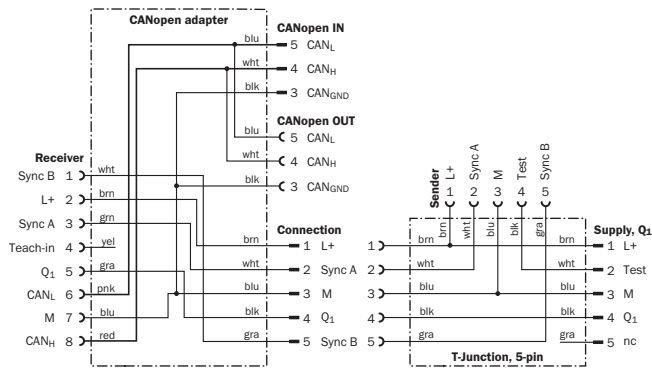 CANopen adapter
CANopen IN
blu 5 CANL
wht 4 CANH
blk 3 CANGND
CANopen OUT
blu 5 CANL
wht 4 CANH
blk 3 CANGND
Receiver
Sync B 1 wht
L+ 2 brn
Sync A 3 grn
Teach-in 4 yel
Q1 5 gra
CANL 6 pnk
M 7 blu
CANH 8 red
Connection
brn 1 L+
wht 2 Sync A
blu 3 M
blk 4 Q1
gra 5 Sync B
Sender
L+ Sync A M Test Sync B
1 2 3 4 5
brn wht blu blk gra
Supply, Q1
1 brn brn 1 L+
2 wht wht 2 Test
3 blu blu 3 M
4 blk blk 4 Q1
5 gra gra 5 nc
T-Junction, 5-pin